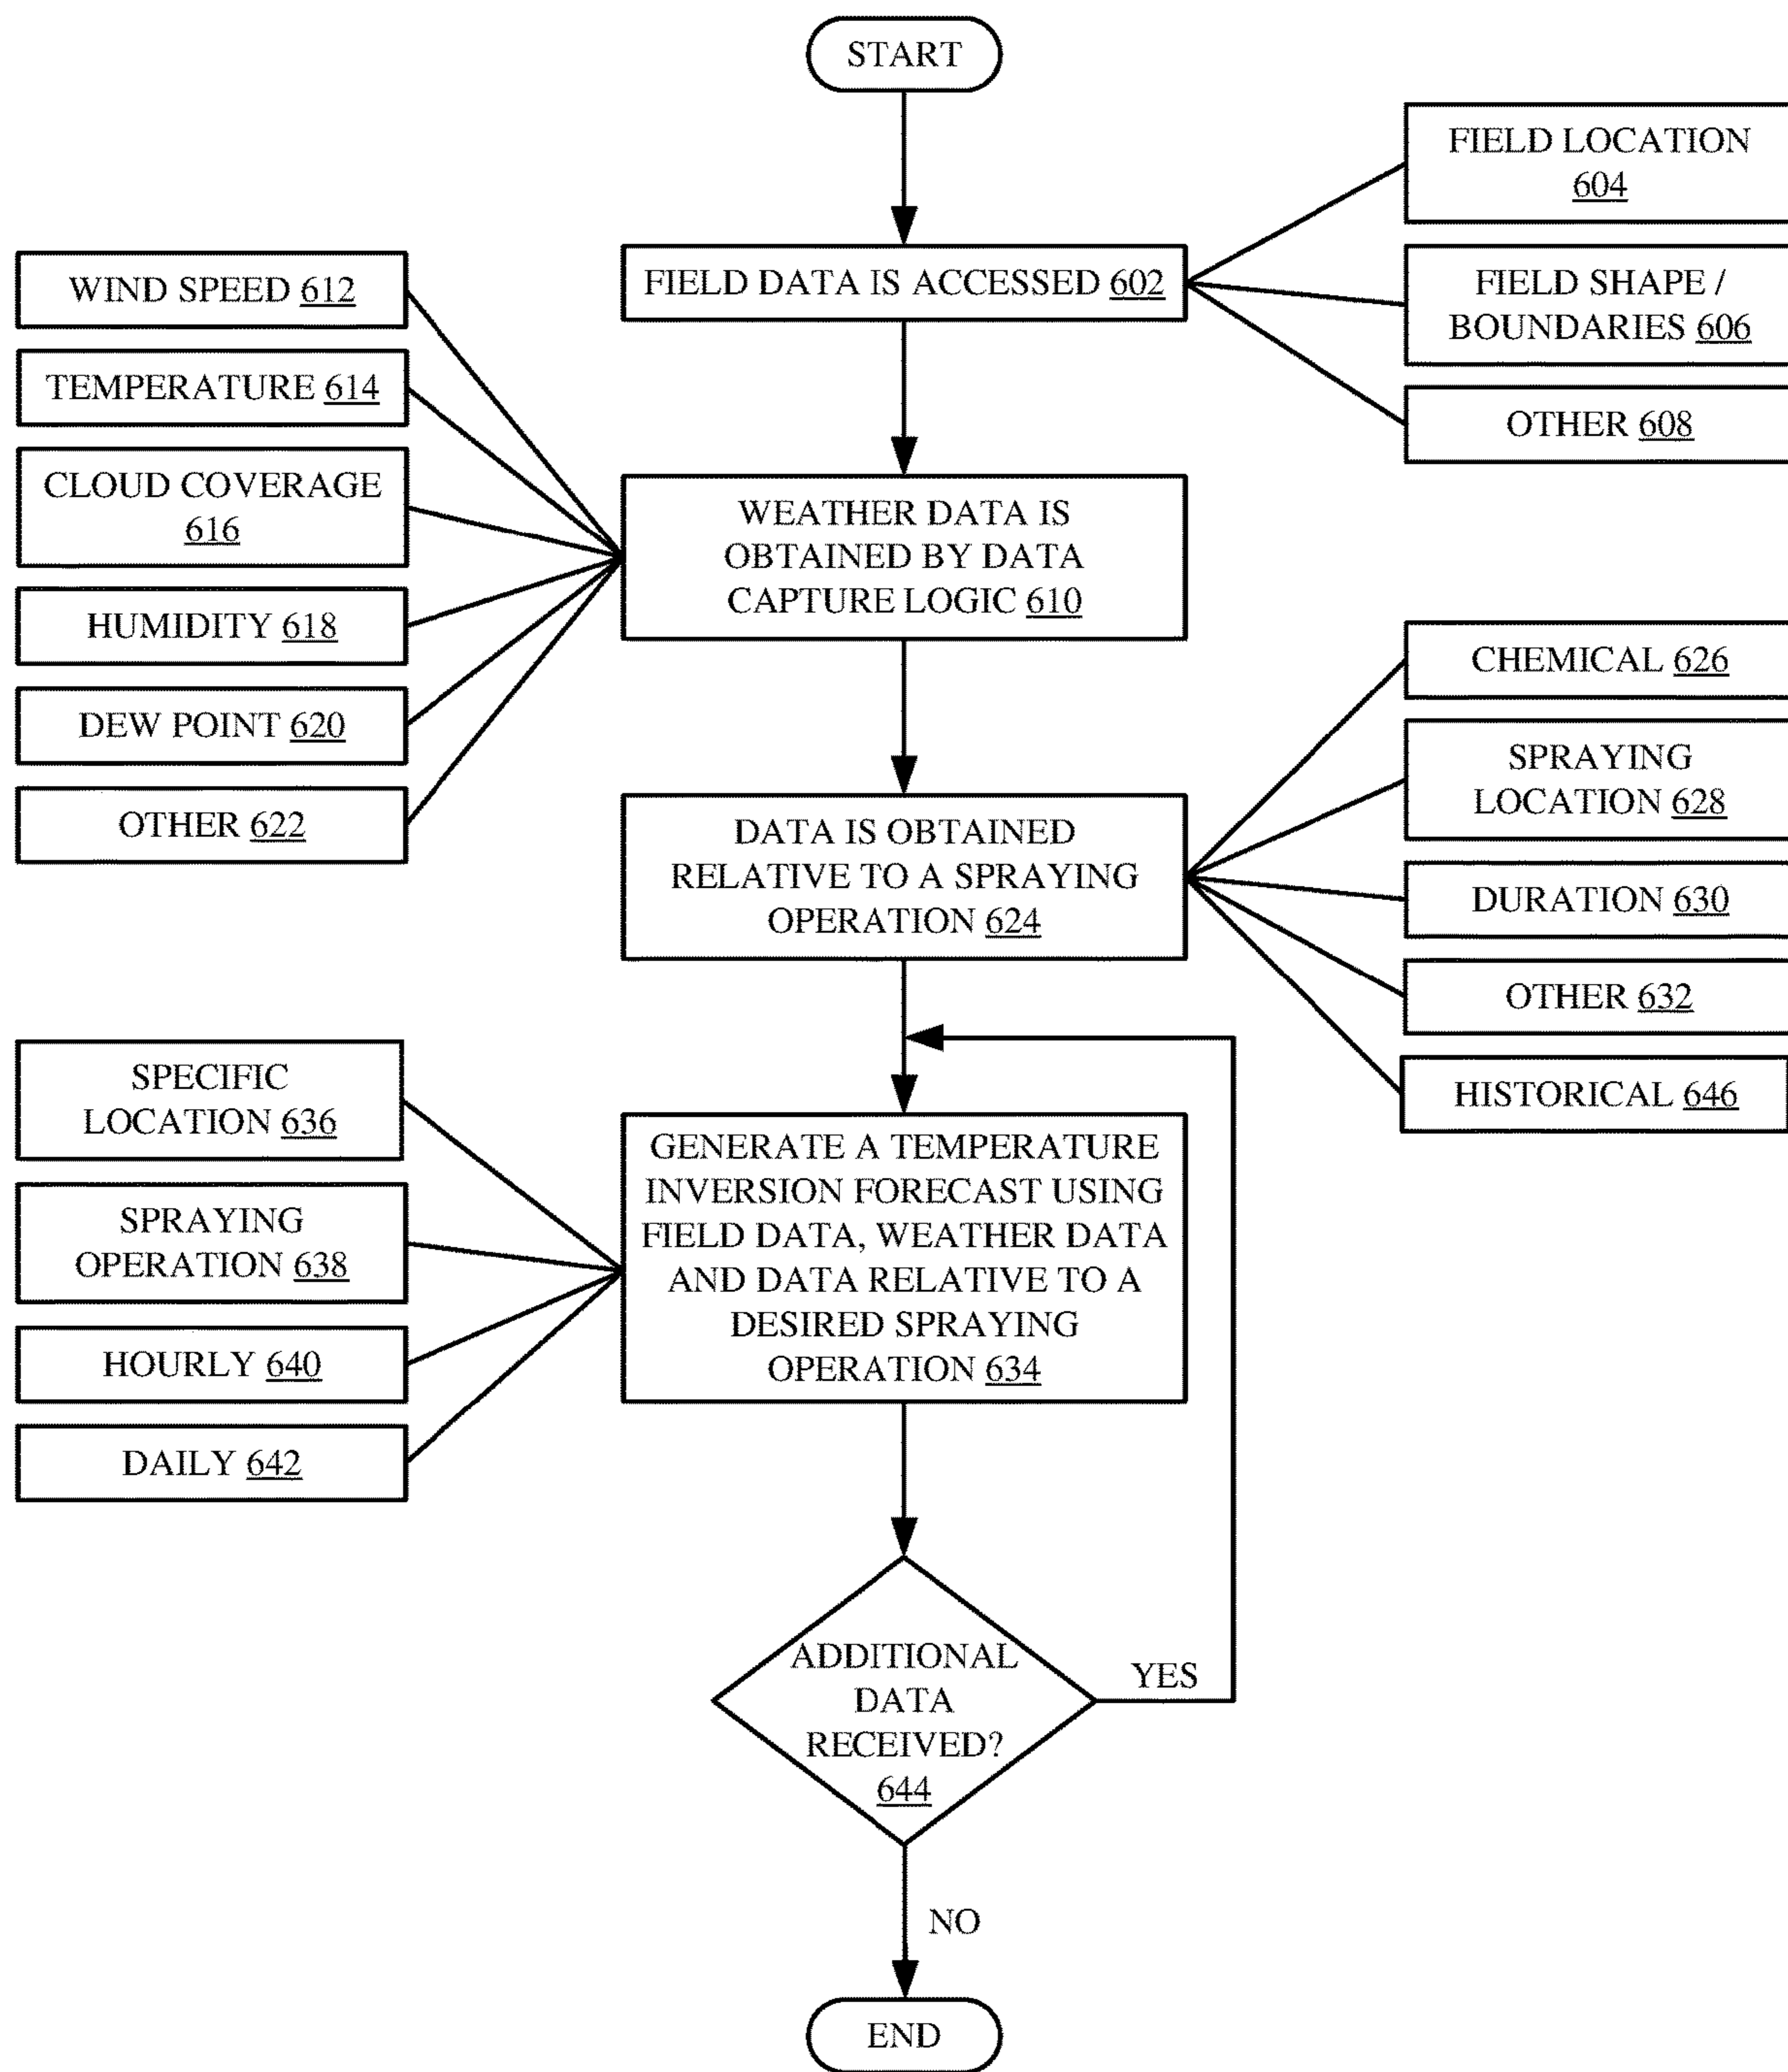 START
FIELD DATA IS ACCESSED 602
FIELD LOCATION
604
FIELD SHAPE /
BOUNDARIES 606
OTHER 608
WIND SPEED 612
TEMPERATURE 614
CLOUD COVERAGE
616
HUMIDITY 618
DEW POINT 620
OTHER 622
WEATHER DATA IS
OBTAINED BY DATA
CAPTURE LOGIC 610
DATA IS OBTAINED
RELATIVE TO A SPRAYING
OPERATION 624
CHEMICAL 626
SPRAYING
LOCATION 628
DURATION 630
OTHER 632
HISTORICAL 646
SPECIFIC
LOCATION 636
SPRAYING
OPERATION 638
HOURLY 640
DAILY 642
GENERATE A TEMPERATURE
INVERSION FORECAST USING
FIELD DATA, WEATHER DATA
AND DATA RELATIVE TO A
DESIRED SPRAYING
OPERATION 634
ADDITIONAL
DATA
RECEIVED?
644
YES
NO
END